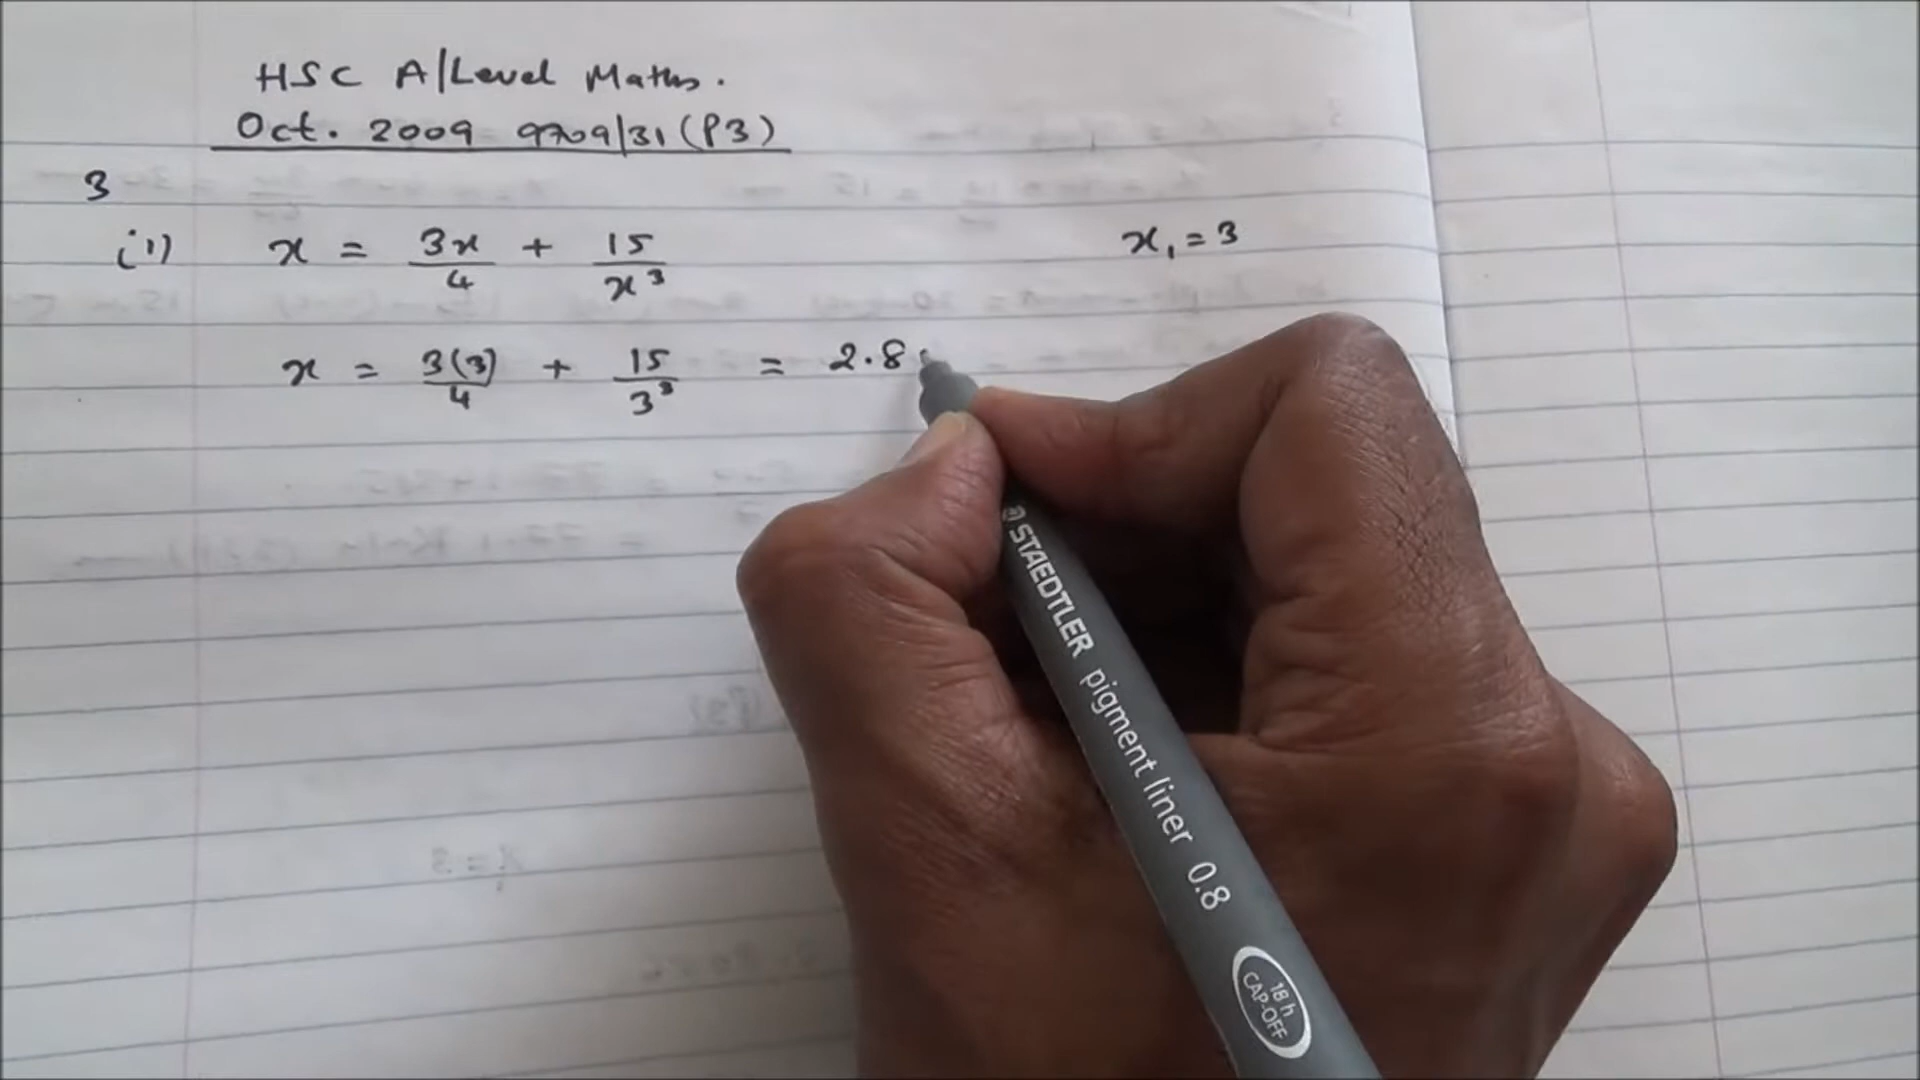 HSC A/Level Maths.
Oct. 2009 9709/31 (P3)
3
(i) x = 3x/4 + 15/x³ x₁ = 3
x = 3(3)/4 + 15/3³ = 2.8
STAEDTLER pigment liner 0.8
18 h
CAP-OFF